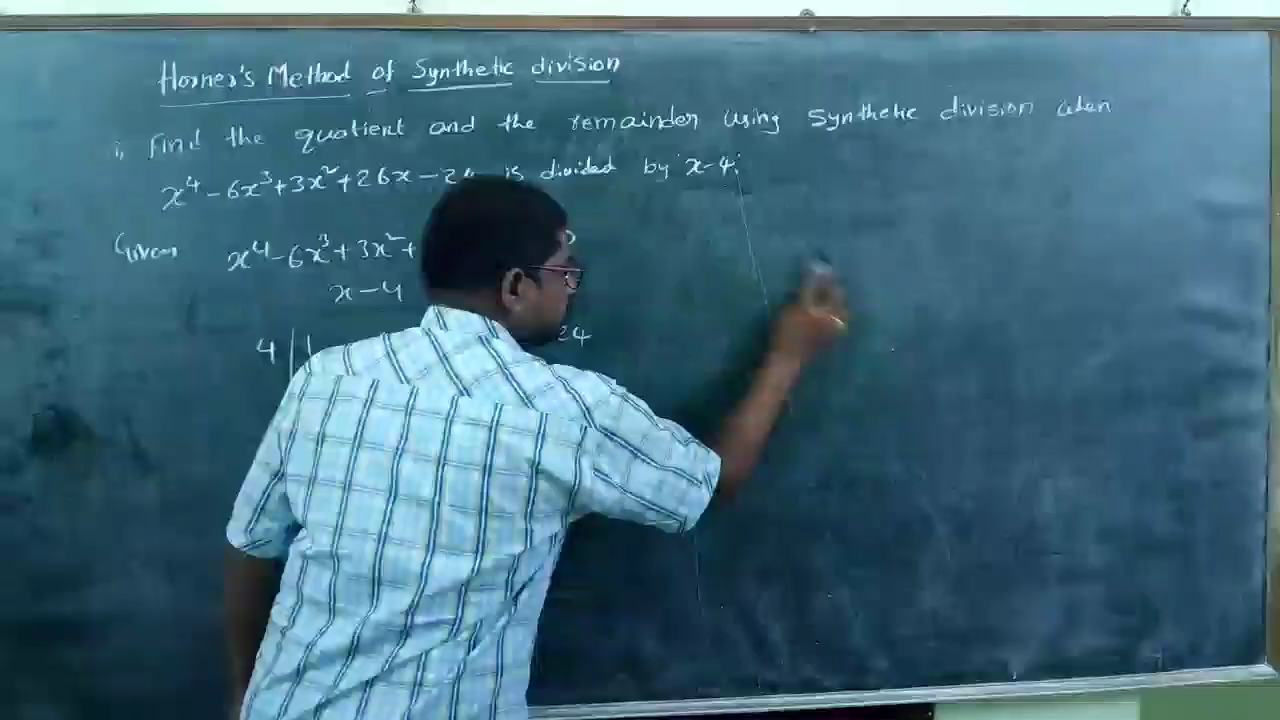 Horner's Method of Synthetic division
1, Find the quotient and the remainder using synthetic division when
x⁴-6x³+3x²+26x-24 is divided by x-4.
Given x⁴-6x³+3x²+
x-4
4 | 1 24